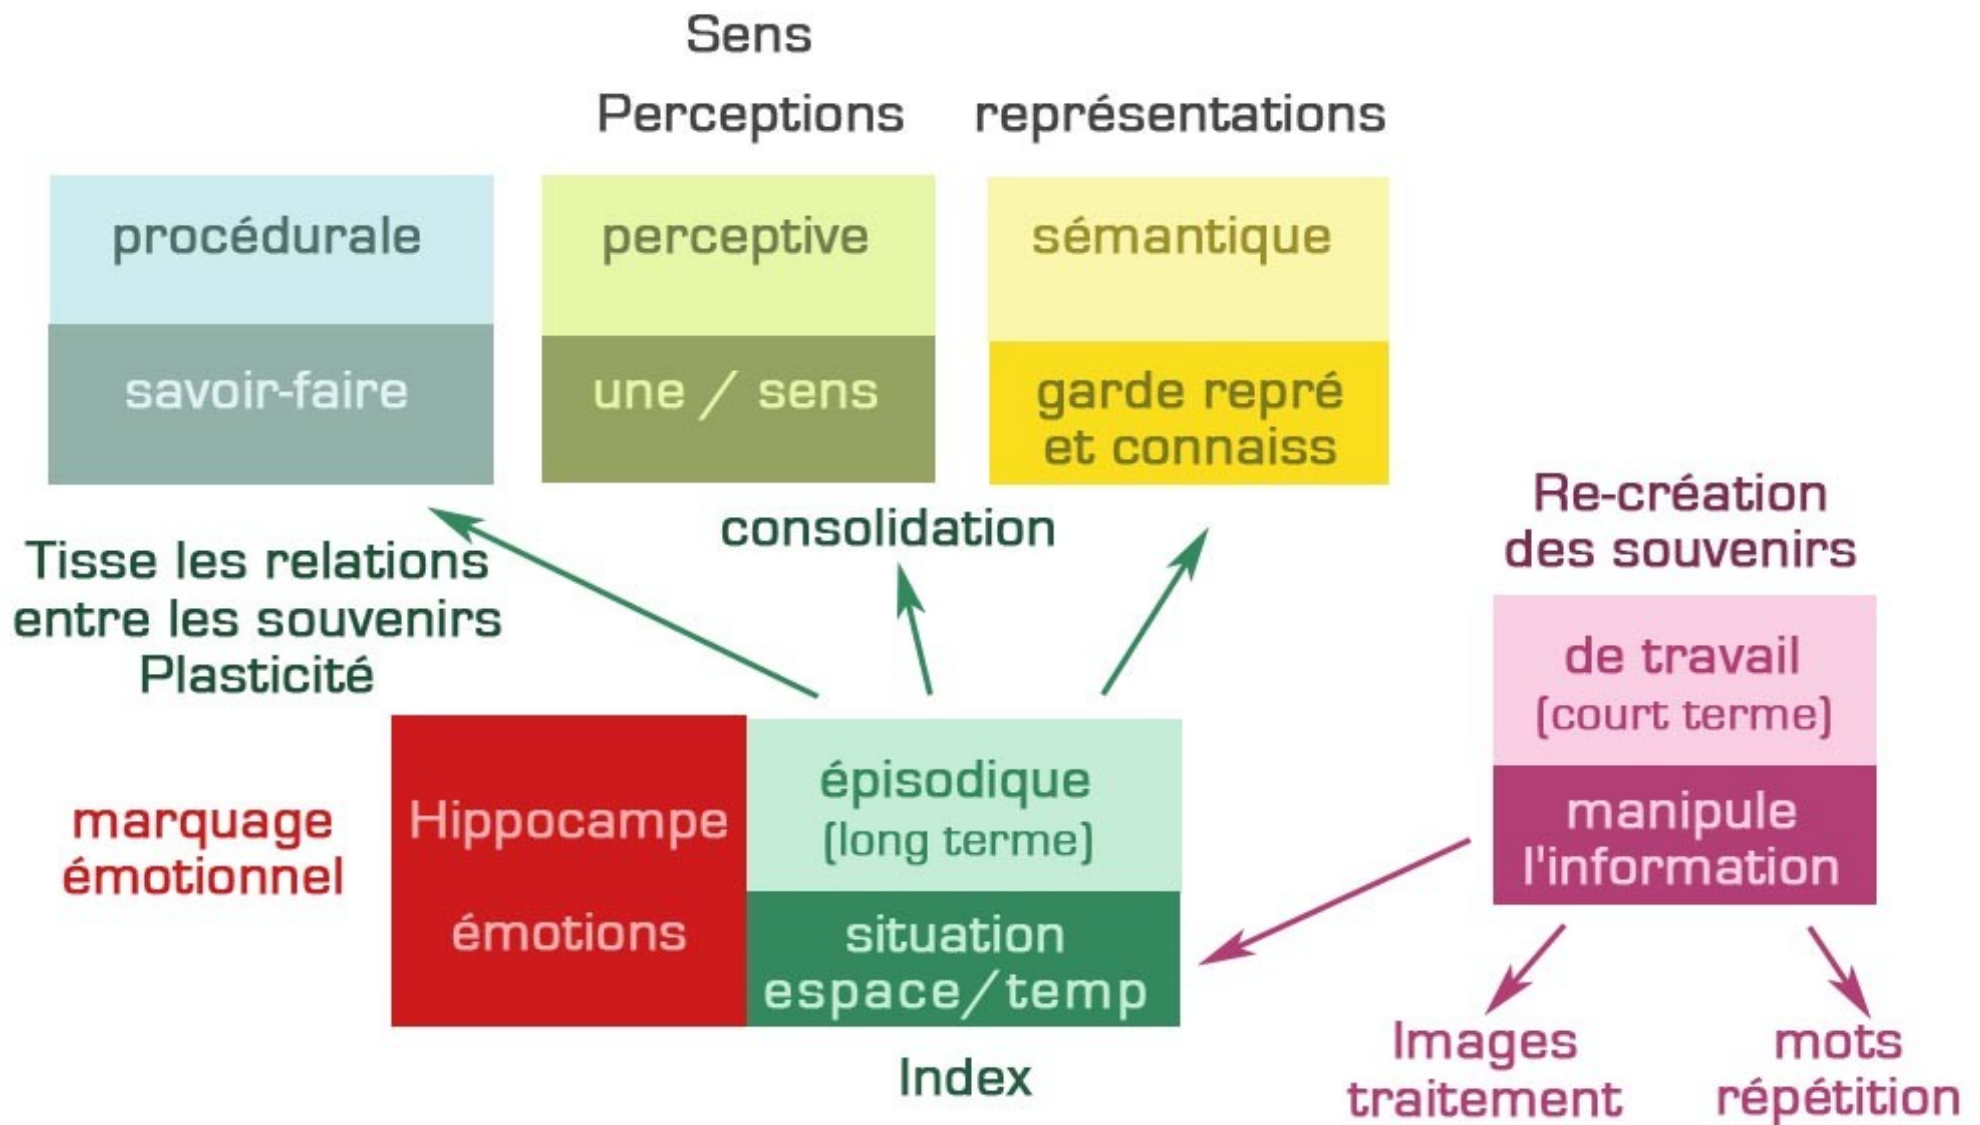 Sens
Perceptions
représentations
procédurale
savoir-faire
perceptive
une / sens
sémantique
garde repré
et connaiss
Tisse les relations
entre les souvenirs
Plasticité
consolidation
Re-création
des souvenirs
de travail
(court terme)
manipule
l'information
marquage
émotionnel
Hippocampe
émotions
épisodique
(long terme)
situation
espace/temp
Index
Images
traitement
mots
répétition